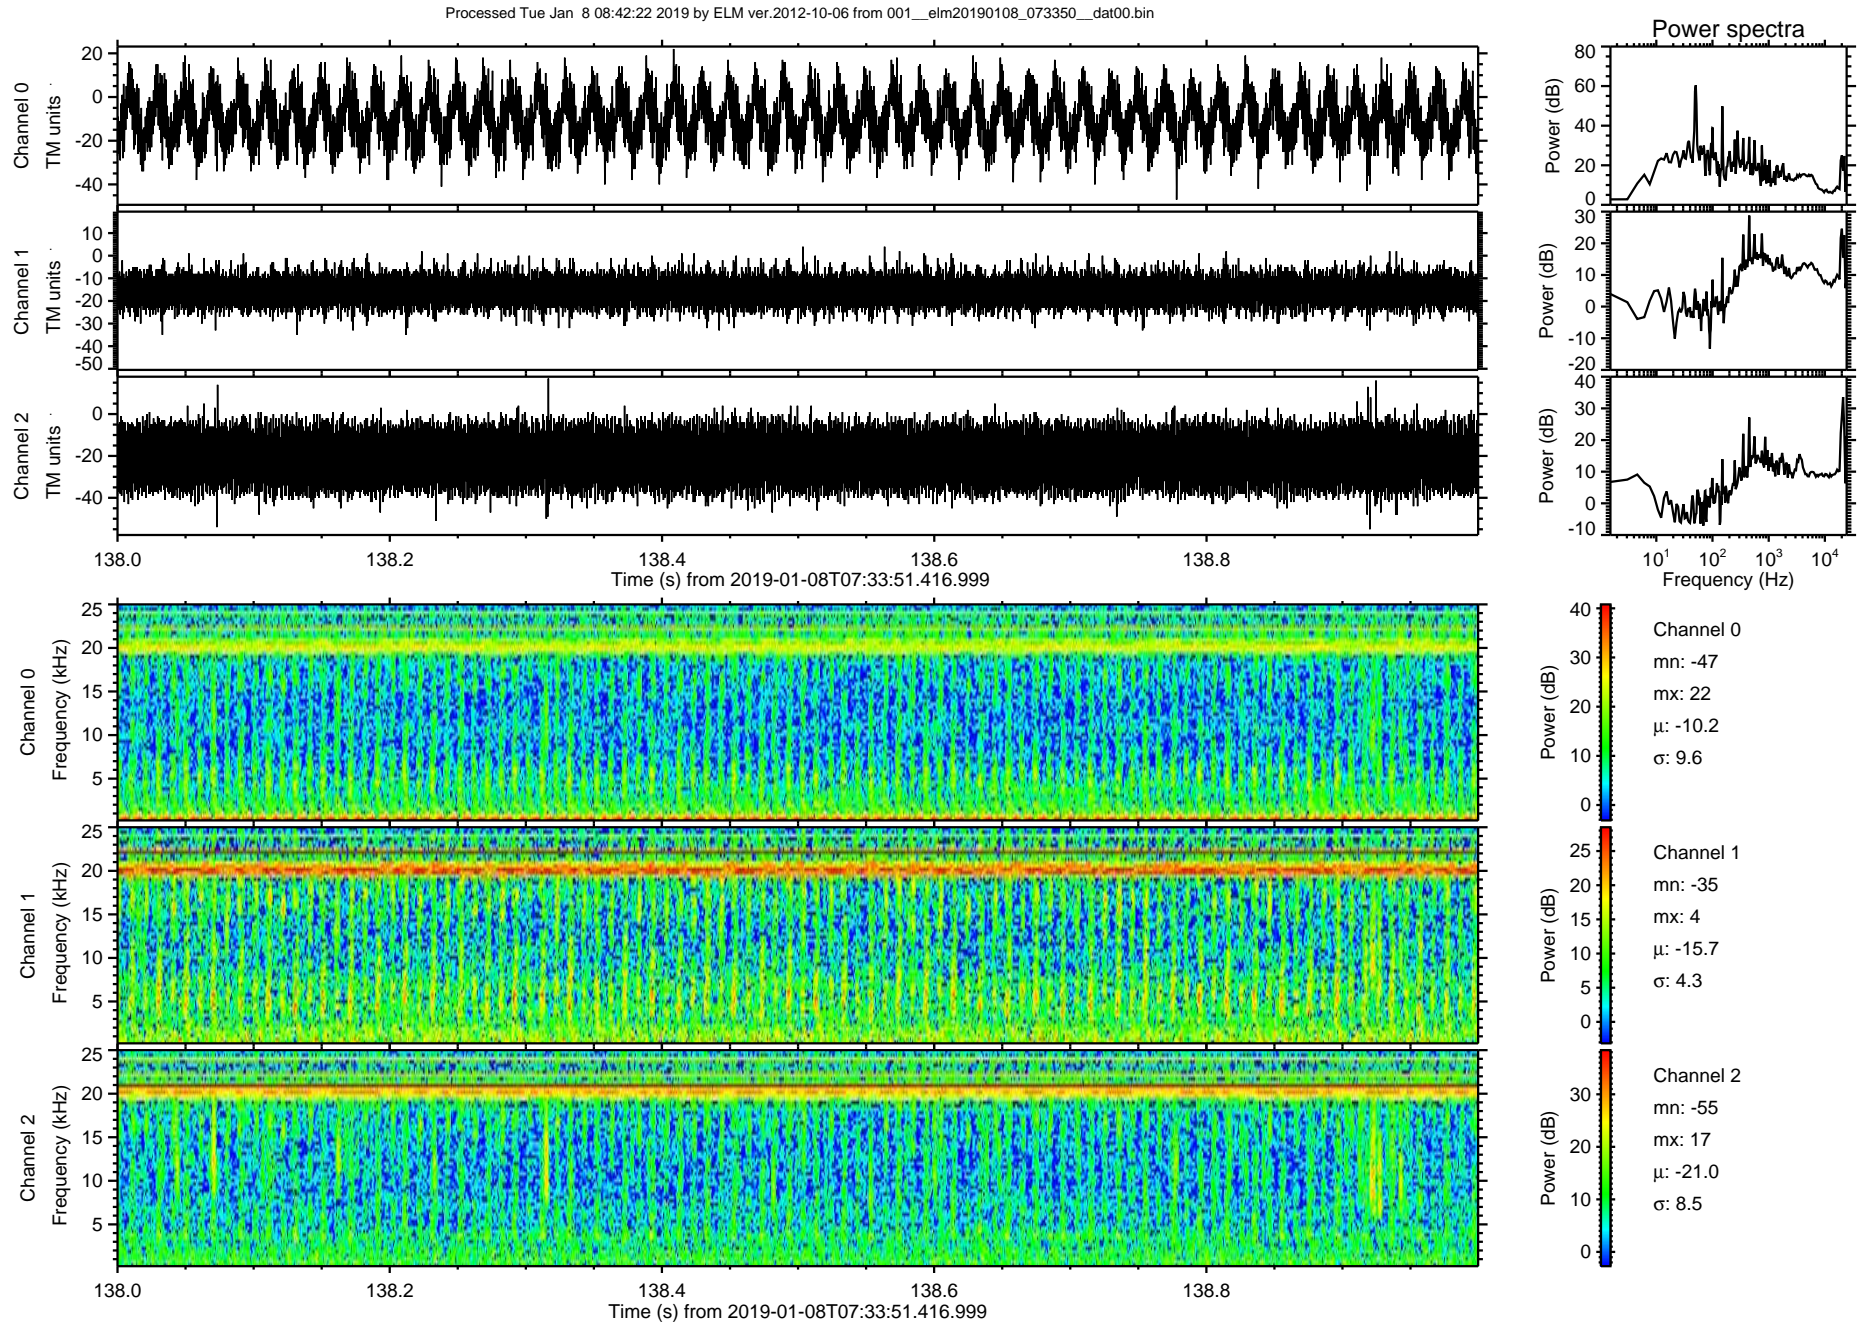 Processed Tue Jan 8 08:42:22 2019 by ELM ver.2012-10-06 from 001__elm20190108_073350__dat00.bin
Power spectra
Channel 0
TM units
20
0
-20
-40
Power (dB)
80
60
40
20
0
Channel 1
TM units
10
0
-10
-20
-30
-40
-50
Power (dB)
30
20
10
0
-10
-20
Channel 2
TM units
0
-20
-40
Power (dB)
40
30
20
10
0
-10
138.0 138.2 138.4 138.6 138.8
Time (s) from 2019-01-08T07:33:51.416.999
10¹ 10² 10³ 10⁴
Frequency (Hz)
Channel 0
Frequency (kHz)
25
20
15
10
5
Power (dB)
40
30
20
10
0
Channel 0
mn: -47
mx: 22
µ: -10.2
σ: 9.6
Channel 1
Frequency (kHz)
25
20
15
10
5
Power (dB)
25
20
15
10
5
0
Channel 1
mn: -35
mx: 4
µ: -15.7
σ: 4.3
Channel 2
Frequency (kHz)
25
20
15
10
5
Power (dB)
30
20
10
0
Channel 2
mn: -55
mx: 17
µ: -21.0
σ: 8.5
138.0 138.2 138.4 138.6 138.8
Time (s) from 2019-01-08T07:33:51.416.999